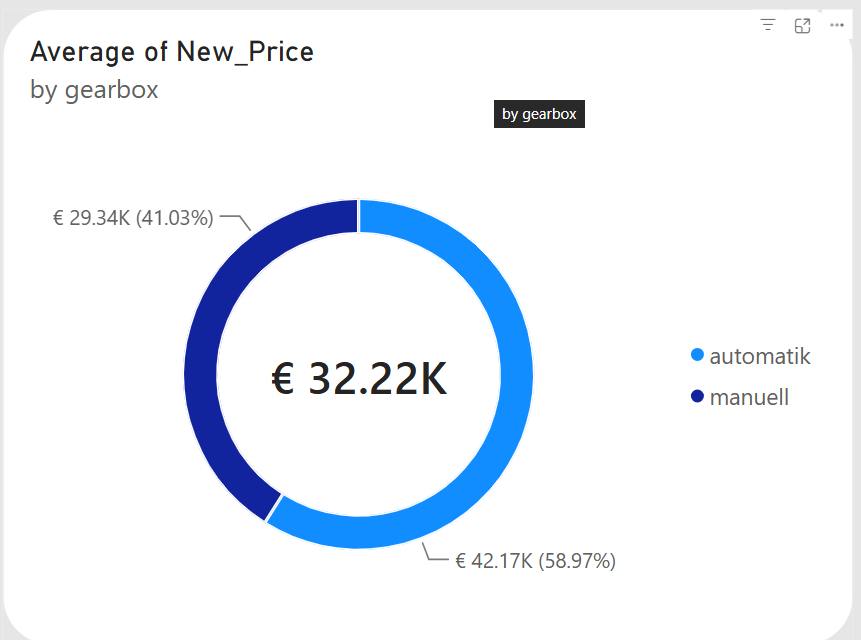 Average of New_Price
by gearbox
by gearbox
€ 29.34K (41.03%)
€ 32.22K
automatik
manuell
€ 42.17K (58.97%)